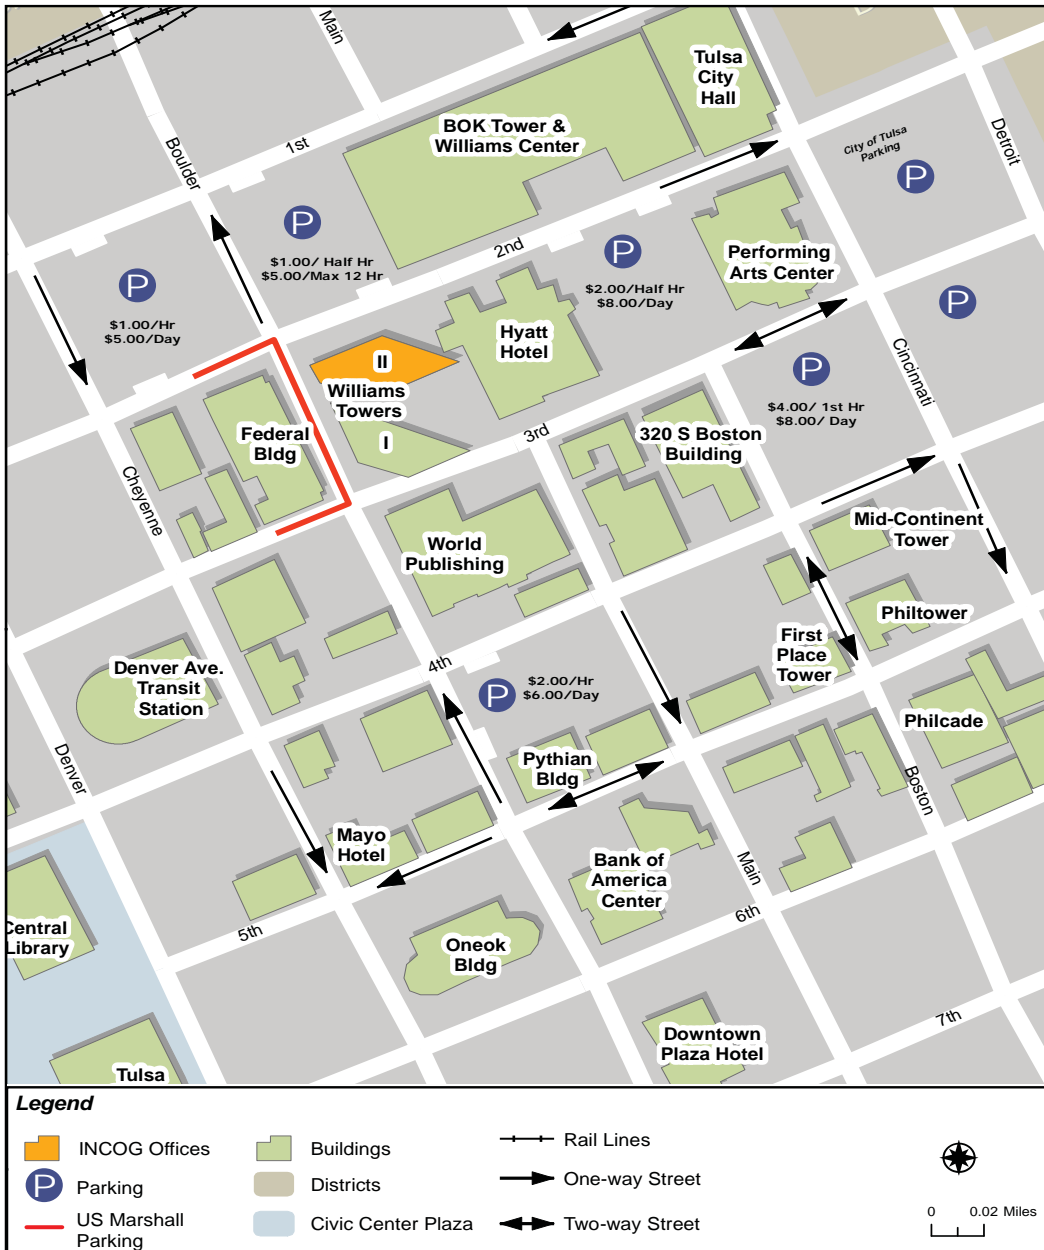 Main
Tulsa
City
Hall
BOK Tower &
Williams Center
1st
Boulder
City of Tulsa
Parking
Detroit
P
P
$1.00/ Half Hr
$5.00/Max 12 Hr
2nd
P
$2.00/Half Hr
$8.00/Day
Performing
Arts Center
P
$1.00/Hr
$5.00/Day
P
Hyatt
Hotel
II
Williams
Towers
I
Cincinnati
P
$4.00/ 1st Hr
$8.00/ Day
Federal
Bldg
3rd
320 S Boston
Building
Cheyenne
World
Publishing
Mid-Continent
Tower
Philtower
First
Place
Tower
Denver Ave.
Transit
Station
4th
P
$2.00/Hr
$6.00/Day
Philcade
Denver
Pythian
Bldg
Boston
Mayo
Hotel
Bank of
America
Center
Main
6th
Central
Library
5th
Oneok
Bldg
7th
Downtown
Plaza Hotel
Tulsa
Legend
INCOG Offices
P
Parking
US Marshall
Parking
Buildings
Districts
Civic Center Plaza
Rail Lines
One-way Street
Two-way Street
0 0.02 Miles